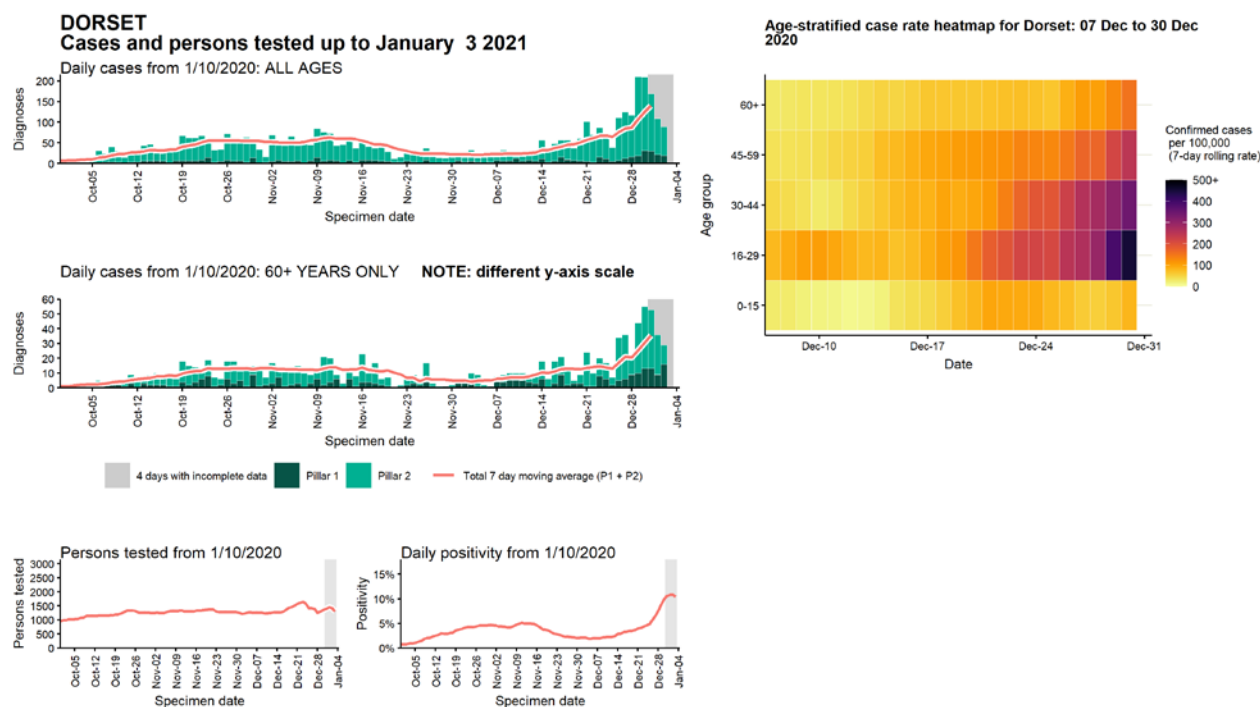 DORSET
Cases and persons tested up to January 3 2021
Daily cases from 1/10/2020: ALL AGES
Diagnoses
200
150
100
50
0
Oct-05
Oct-12
Oct-19
Oct-26
Nov-02
Nov-09
Nov-16
Nov-23
Nov-30
Dec-07
Dec-14
Dec-21
Dec-28
Jan-04
Specimen date
Daily cases from 1/10/2020: 60+ YEARS ONLY NOTE: different y-axis scale
Diagnoses
60
50
40
30
20
10
0
Oct-05
Oct-12
Oct-19
Oct-26
Nov-02
Nov-09
Nov-16
Nov-23
Nov-30
Dec-07
Dec-14
Dec-21
Dec-28
Jan-04
Specimen date
4 days with incomplete data
Pillar 1
Pillar 2
Total 7 day moving average (P1 + P2)
Persons tested from 1/10/2020
Persons tested
3000
2500
2000
1500
1000
500
0
Oct-05
Oct-12
Oct-19
Oct-26
Nov-02
Nov-09
Nov-16
Nov-23
Nov-30
Dec-07
Dec-14
Dec-21
Dec-28
Jan-04
Specimen date
Daily positivity from 1/10/2020
Positivity
15%
10%
5%
0%
Oct-05
Oct-12
Oct-19
Oct-26
Nov-02
Nov-09
Nov-16
Nov-23
Nov-30
Dec-07
Dec-14
Dec-21
Dec-28
Jan-04
Specimen date
Age-stratified case rate heatmap for Dorset: 07 Dec to 30 Dec
2020
Age group
60+
45-59
30-44
16-29
0-15
Dec-10
Dec-17
Dec-24
Dec-31
Date
Confirmed cases
per 100,000
(7-day rolling rate)
500+
400
300
200
100
0